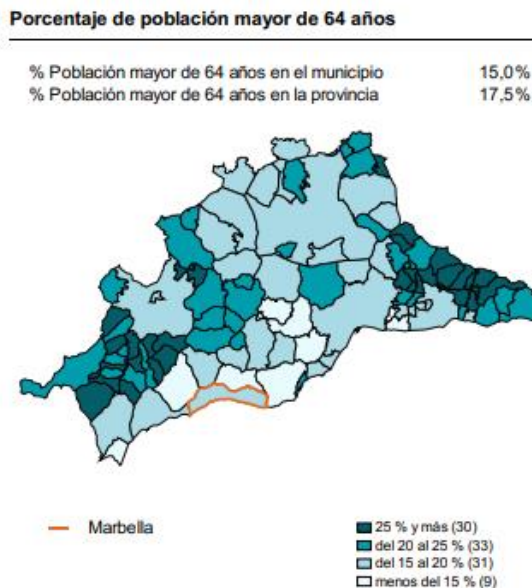 Porcentaje de población mayor de 64 años
% Población mayor de 64 años en el municipio 15,0%
% Población mayor de 64 años en la provincia 17,5%
Marbella
25 % y más (30)
del 20 al 25 % (33)
del 15 al 20 % (31)
menos del 15 % (9)